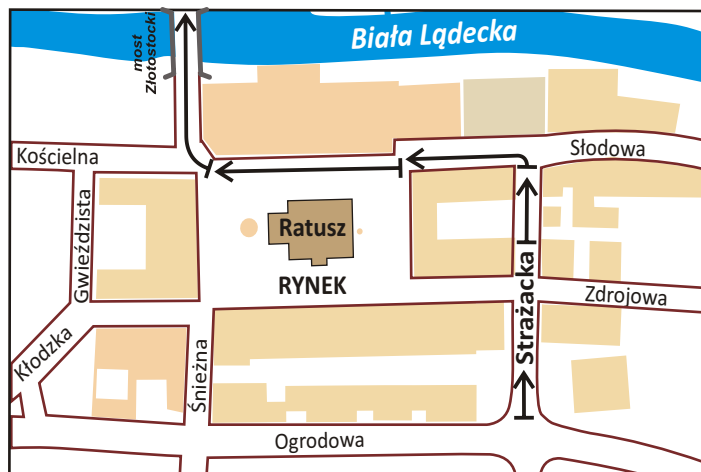 Biała Lądecka
most
Złotostocki
Kościelna
Słodowa
Gwieździsta
Ratusz
RYNEK
Strażacka
Zdrojowa
Kłodzka
Śnieżna
Ogrodowa